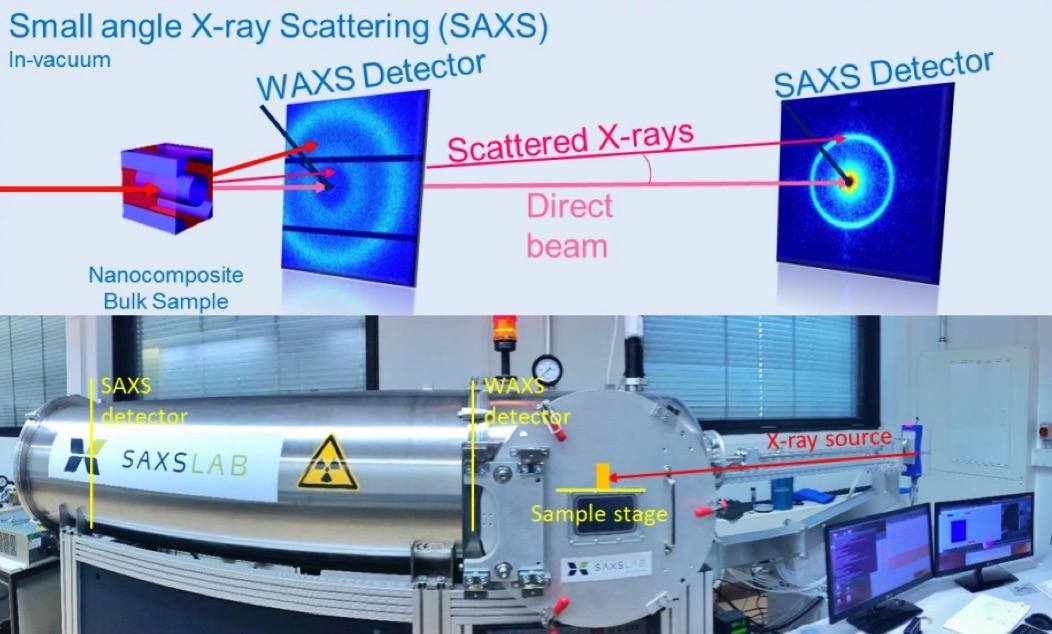 Small angle X-ray Scattering (SAXS)
In-vacuum
WAXS Detector
SAXS Detector
Scattered X-rays
Direct
beam
Nanocomposite
Bulk Sample
SAXS
detector
WAXS
detector
X-ray source
SAXSLAB
Sample stage
SAXSLAB